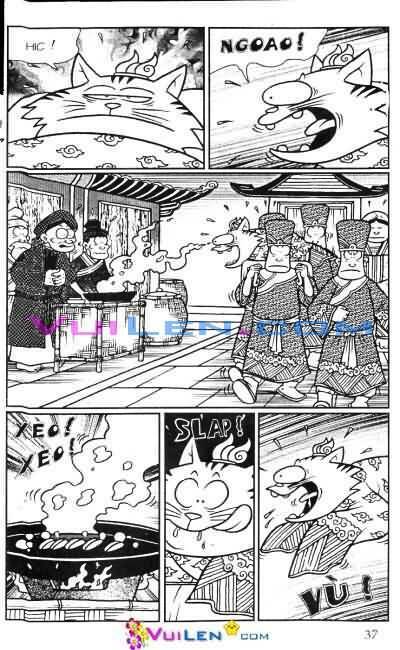 HIC !
NGOAO!
VUILEN.COM
XÈO!
XÈO!
SLAP!
VÙ!
37
VUILEN COM